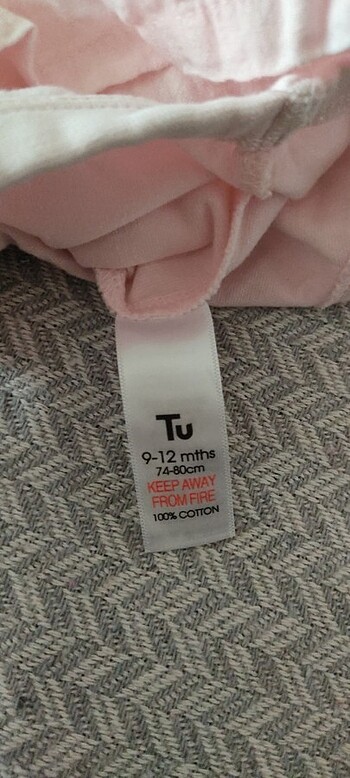 Tu
9-12 mths
74-80cm
KEEP AWAY
FROM FIRE
100% COTTON